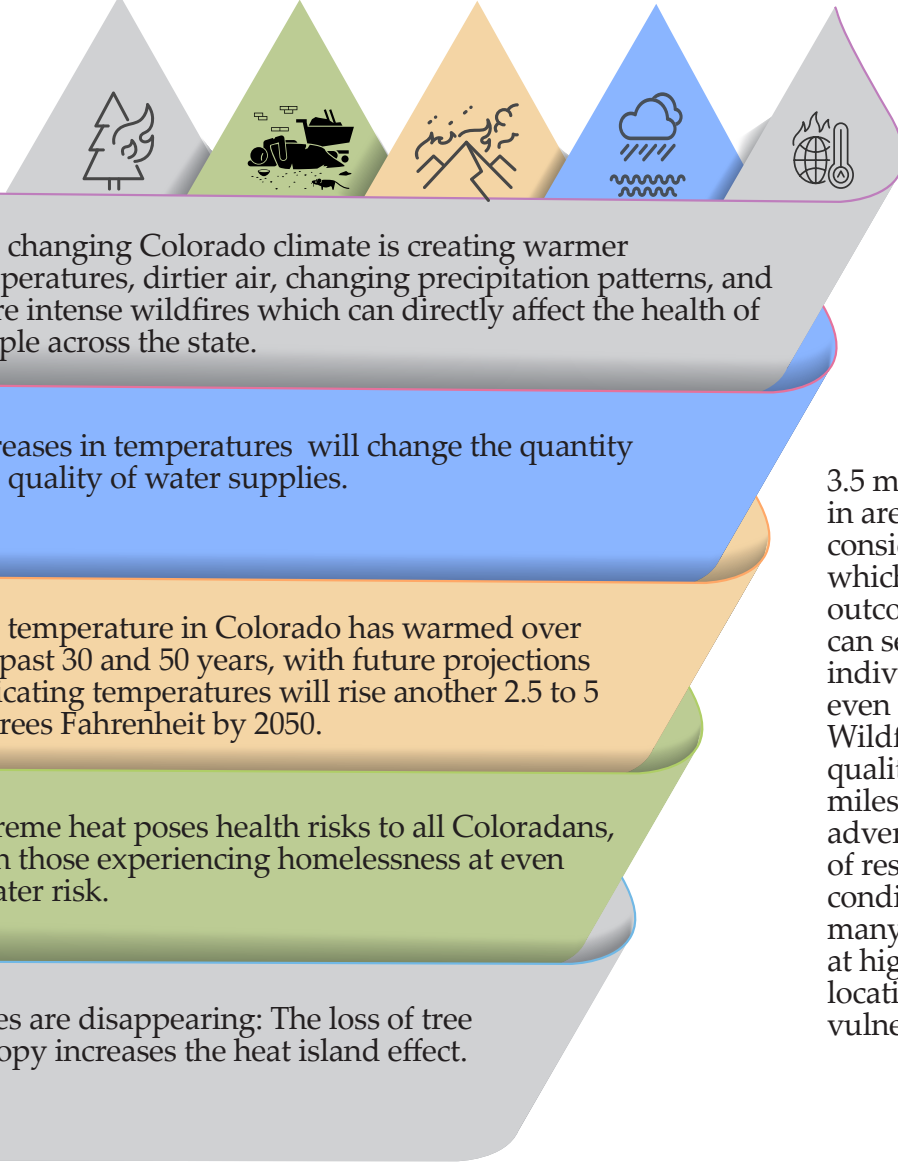 changing Colorado climate is creating warmer
peratures, dirtier air, changing precipitation patterns, and
re intense wildfires which can directly affect the health of
ple across the state.
reases in temperatures will change the quantity
quality of water supplies.
temperature in Colorado has warmed over
past 30 and 50 years, with future projections
icating temperatures will rise another 2.5 to 5
rees Fahrenheit by 2050.
reme heat poses health risks to all Coloradans,
those experiencing homelessness at even
ater risk.
es are disappearing: The loss of tree
opy increases the heat island effect.
3.5 m
in are
consi
which
outco
can se
indiv
even
Wildf
qualit
miles
adver
of res
condi
many
at hig
locati
vulne